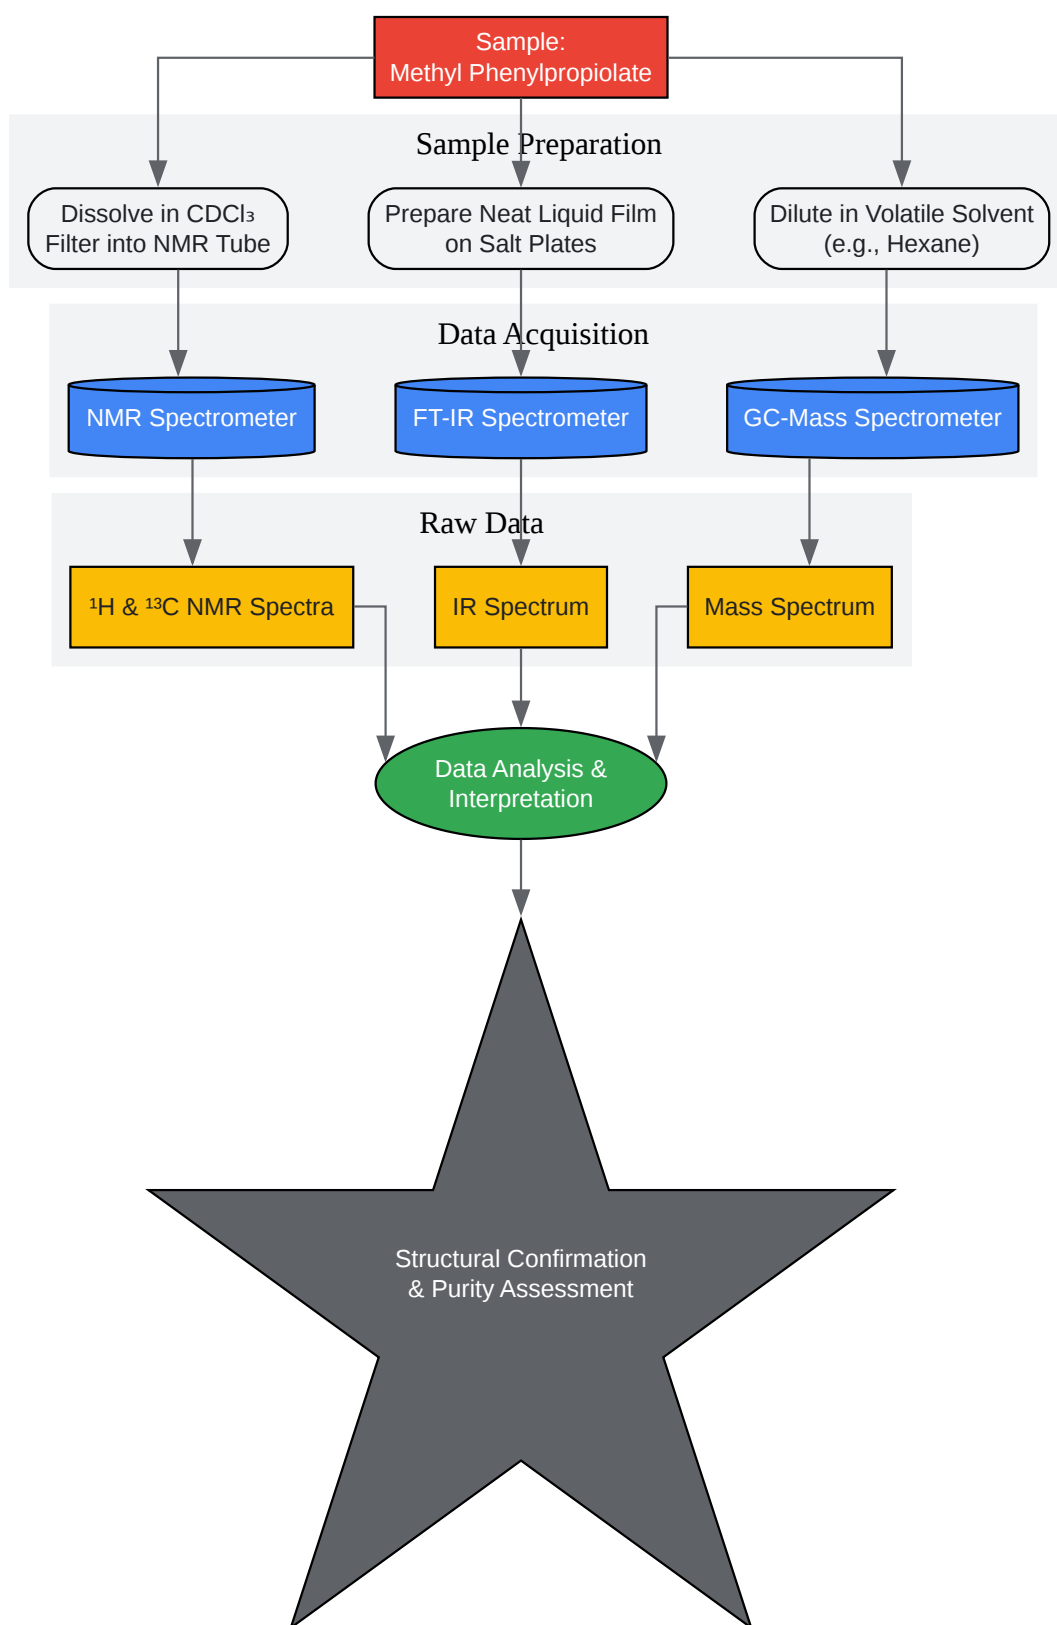 Sample:
Methyl Phenylpropiolate
Sample Preparation
Dissolve in CDCl₃
Filter into NMR Tube
Prepare Neat Liquid Film
on Salt Plates
Dilute in Volatile Solvent
(e.g., Hexane)
Data Acquisition
NMR Spectrometer
FT-IR Spectrometer
GC-Mass Spectrometer
Raw Data
¹H & ¹³C NMR Spectra
IR Spectrum
Mass Spectrum
Data Analysis &
Interpretation
Structural Confirmation
& Purity Assessment